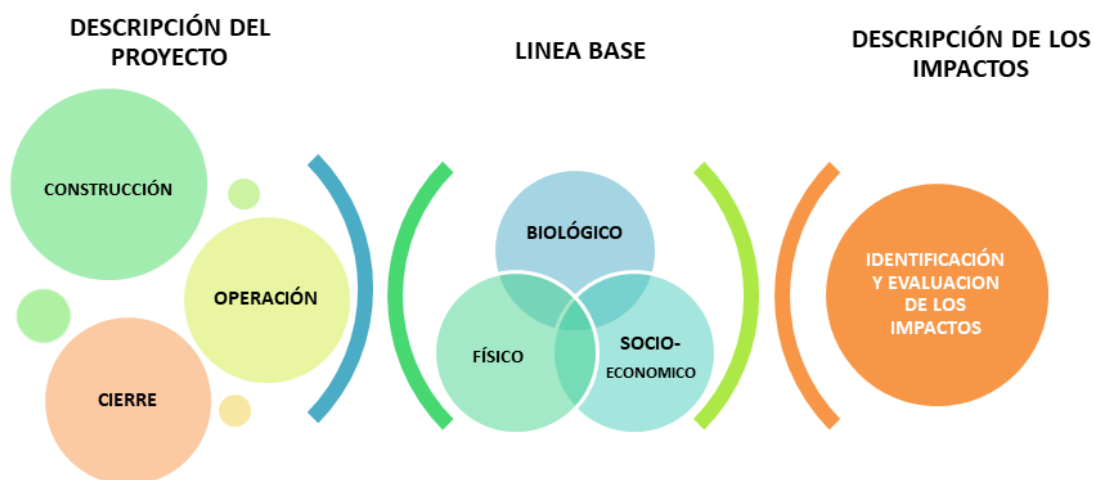 DESCRIPCIÓN DEL
PROYECTO
CONSTRUCCIÓN
OPERACIÓN
CIERRE
LINEA BASE
BIOLÓGICO
FÍSICO
SOCIO-
ECONOMICO
DESCRIPCIÓN DE LOS
IMPACTOS
IDENTIFICACIÓN
Y EVALUACION
DE LOS
IMPACTOS